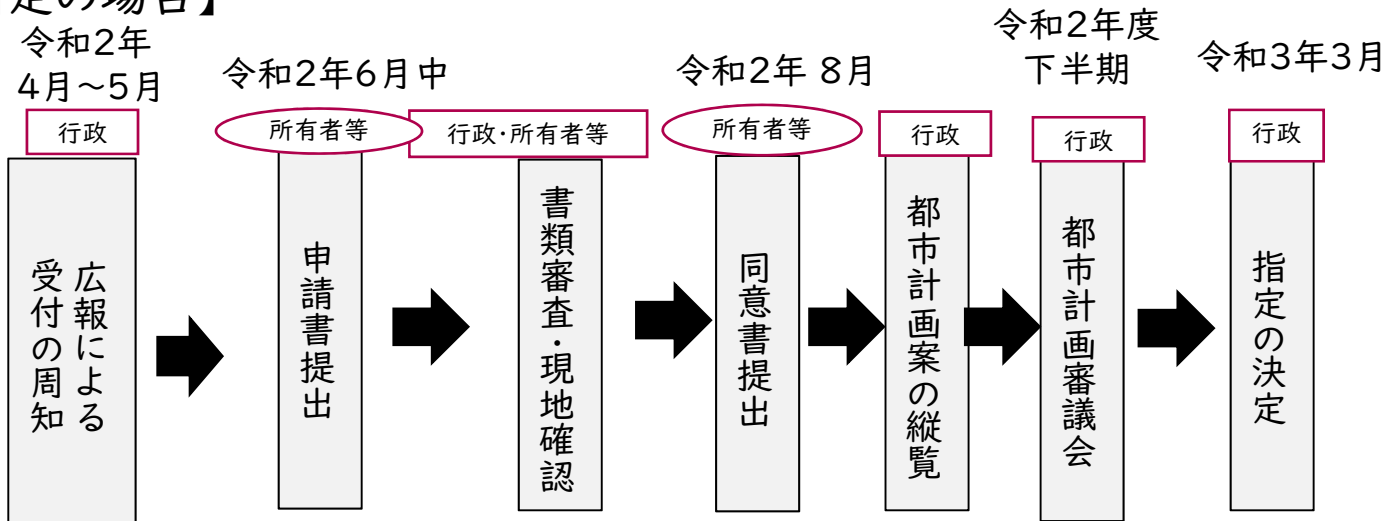 定の場合】
令和2年
4月～5月
令和2年6月中
令和2年 8月
令和2年度
下半期
令和3年3月
行政
所有者等
行政・所有者等
所有者等
行政
行政
行政
広報による
受付の周知
申請書提出
書類審査・現地確認
同意書提出
都市計画案の縦覧
都市計画審議会
指定の決定